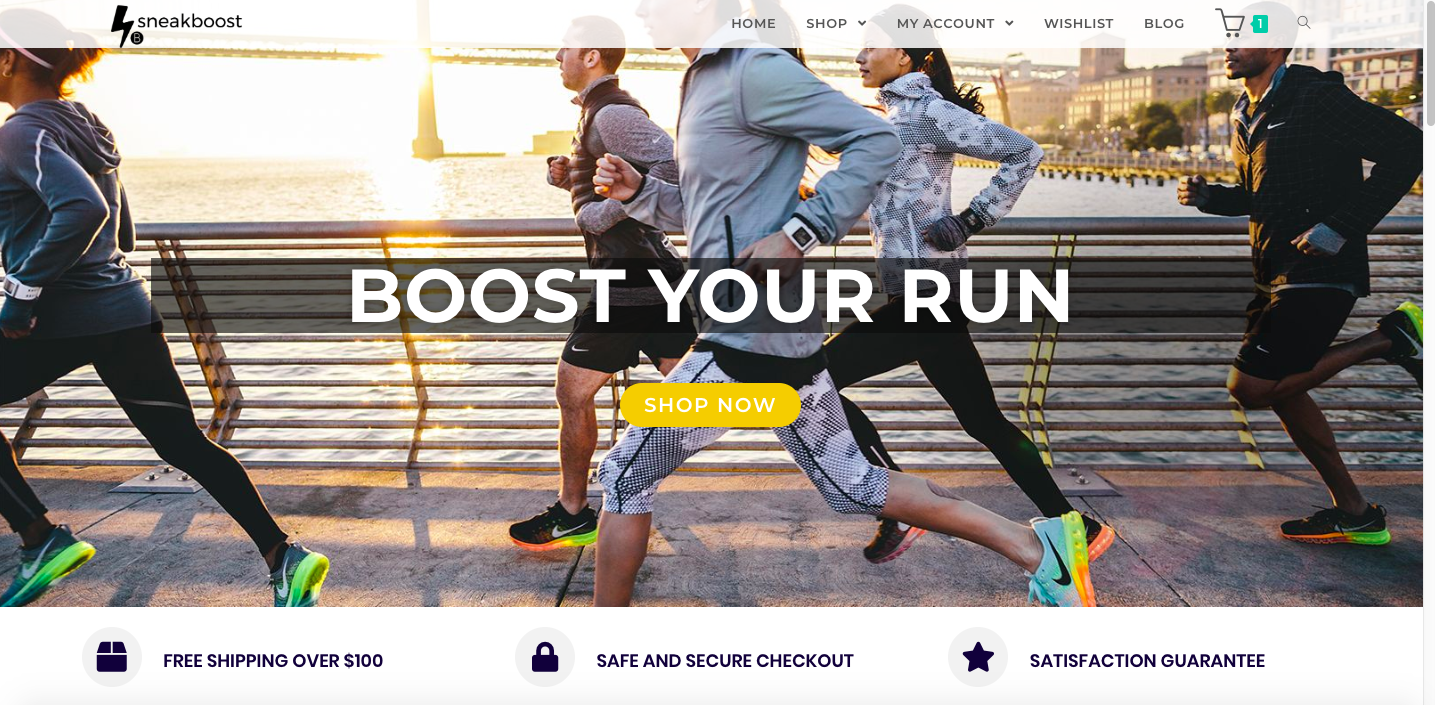 sneakboost
B
HOME SHOP MY ACCOUNT WISHLIST BLOG 1
BOOST YOUR RUN
SHOP NOW
FREE SHIPPING OVER $100 SAFE AND SECURE CHECKOUT SATISFACTION GUARANTEE